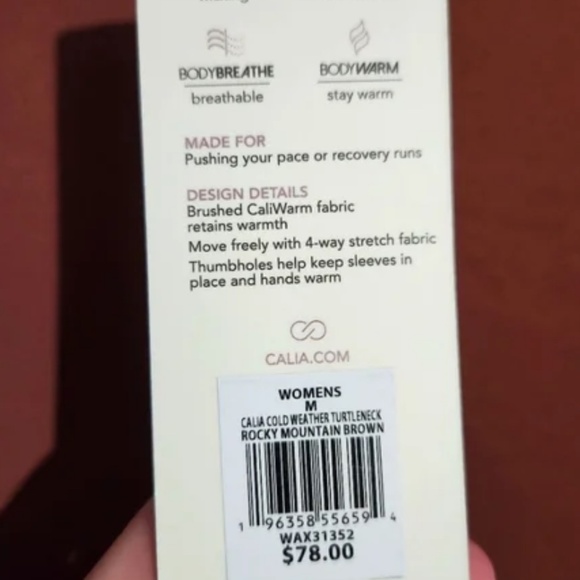 BODYBREATHE BODYWARM
breathable stay warm
MADE FOR
Pushing your pace or recovery runs
DESIGN DETAILS
Brushed CaliWarm fabric
retains warmth
Move freely with 4-way stretch fabric
Thumbholes help keep sleeves in
place and hands warm
CALIA.COM
WOMENS
M
CALIA COLD WEATHER TURTLENECK
ROCKY MOUNTAIN BROWN
1 96358 55659 4
WAX31352
$78.00